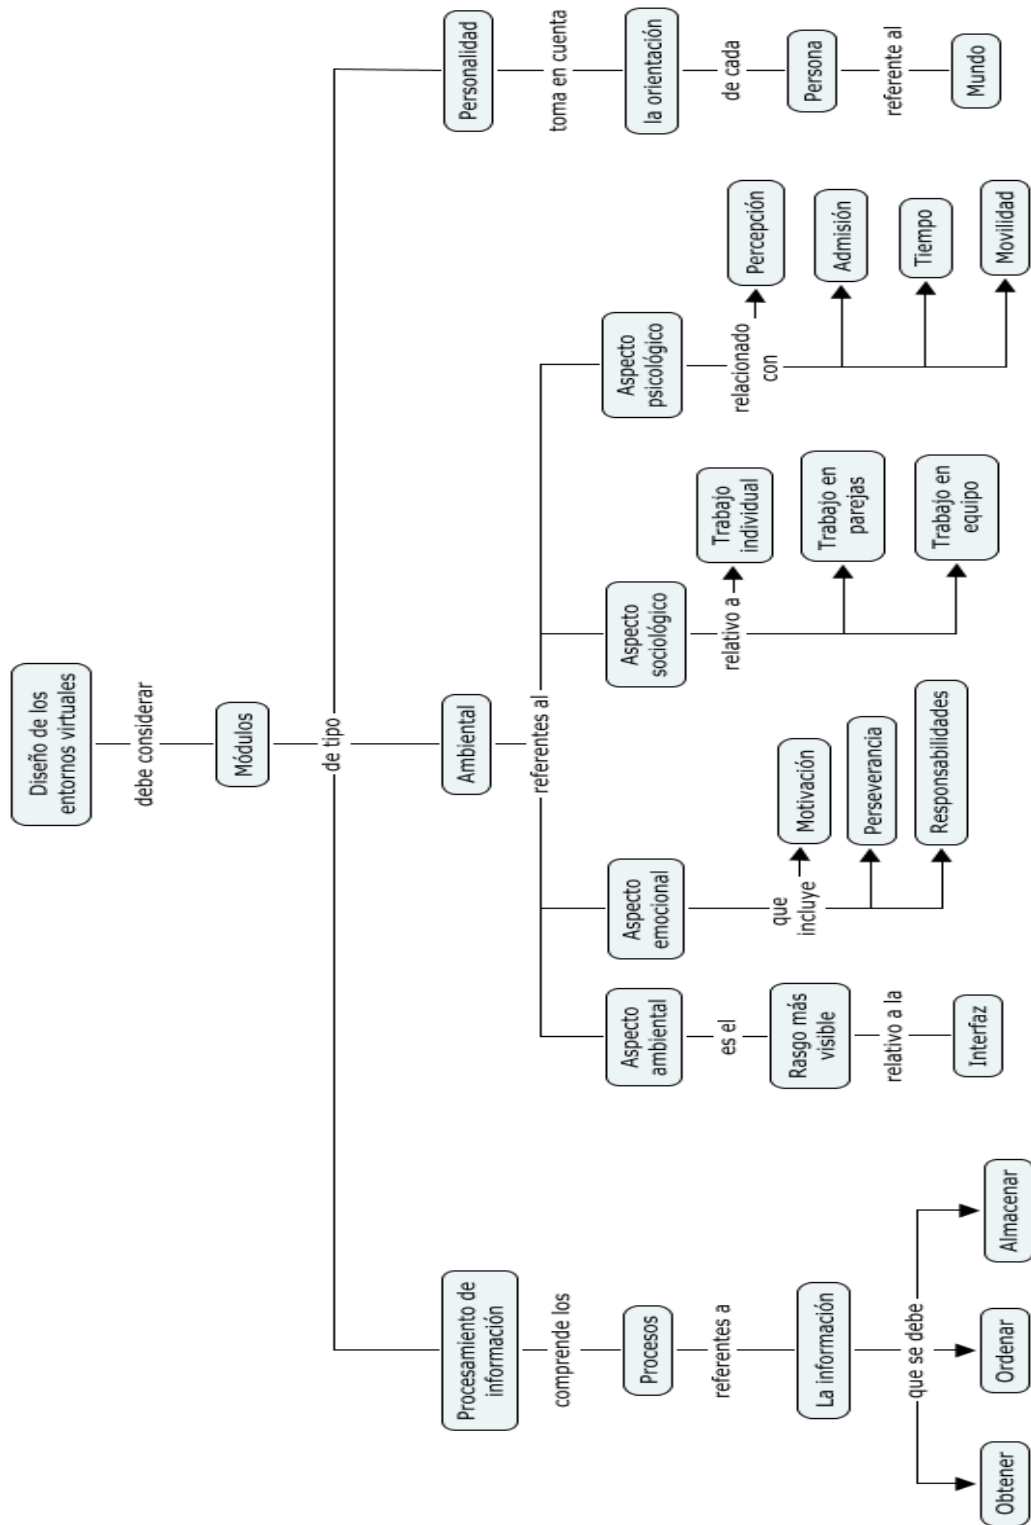 Diseño de los
entornos virtuales
debe considerar
Módulos
de tipo
Procesamiento de
información
comprende los
Procesos
referentes a
La información
que se debe
Obtener
Ordenar
Almacenar
Ambiental
referentes al
Aspecto
ambiental
es el
Rasgo más
visible
relativo a la
Interfaz
Aspecto
emocional
que
incluye
Motivación
Perseverancia
Responsabilidades
Aspecto
sociológico
relativo a
Trabajo
individual
Trabajo en
parejas
Trabajo en
equipo
Aspecto
psicológico
relacionado
con
Percepción
Admisión
Tiempo
Movilidad
Personalidad
toma en cuenta
la orientación
de cada
Persona
referente al
Mundo